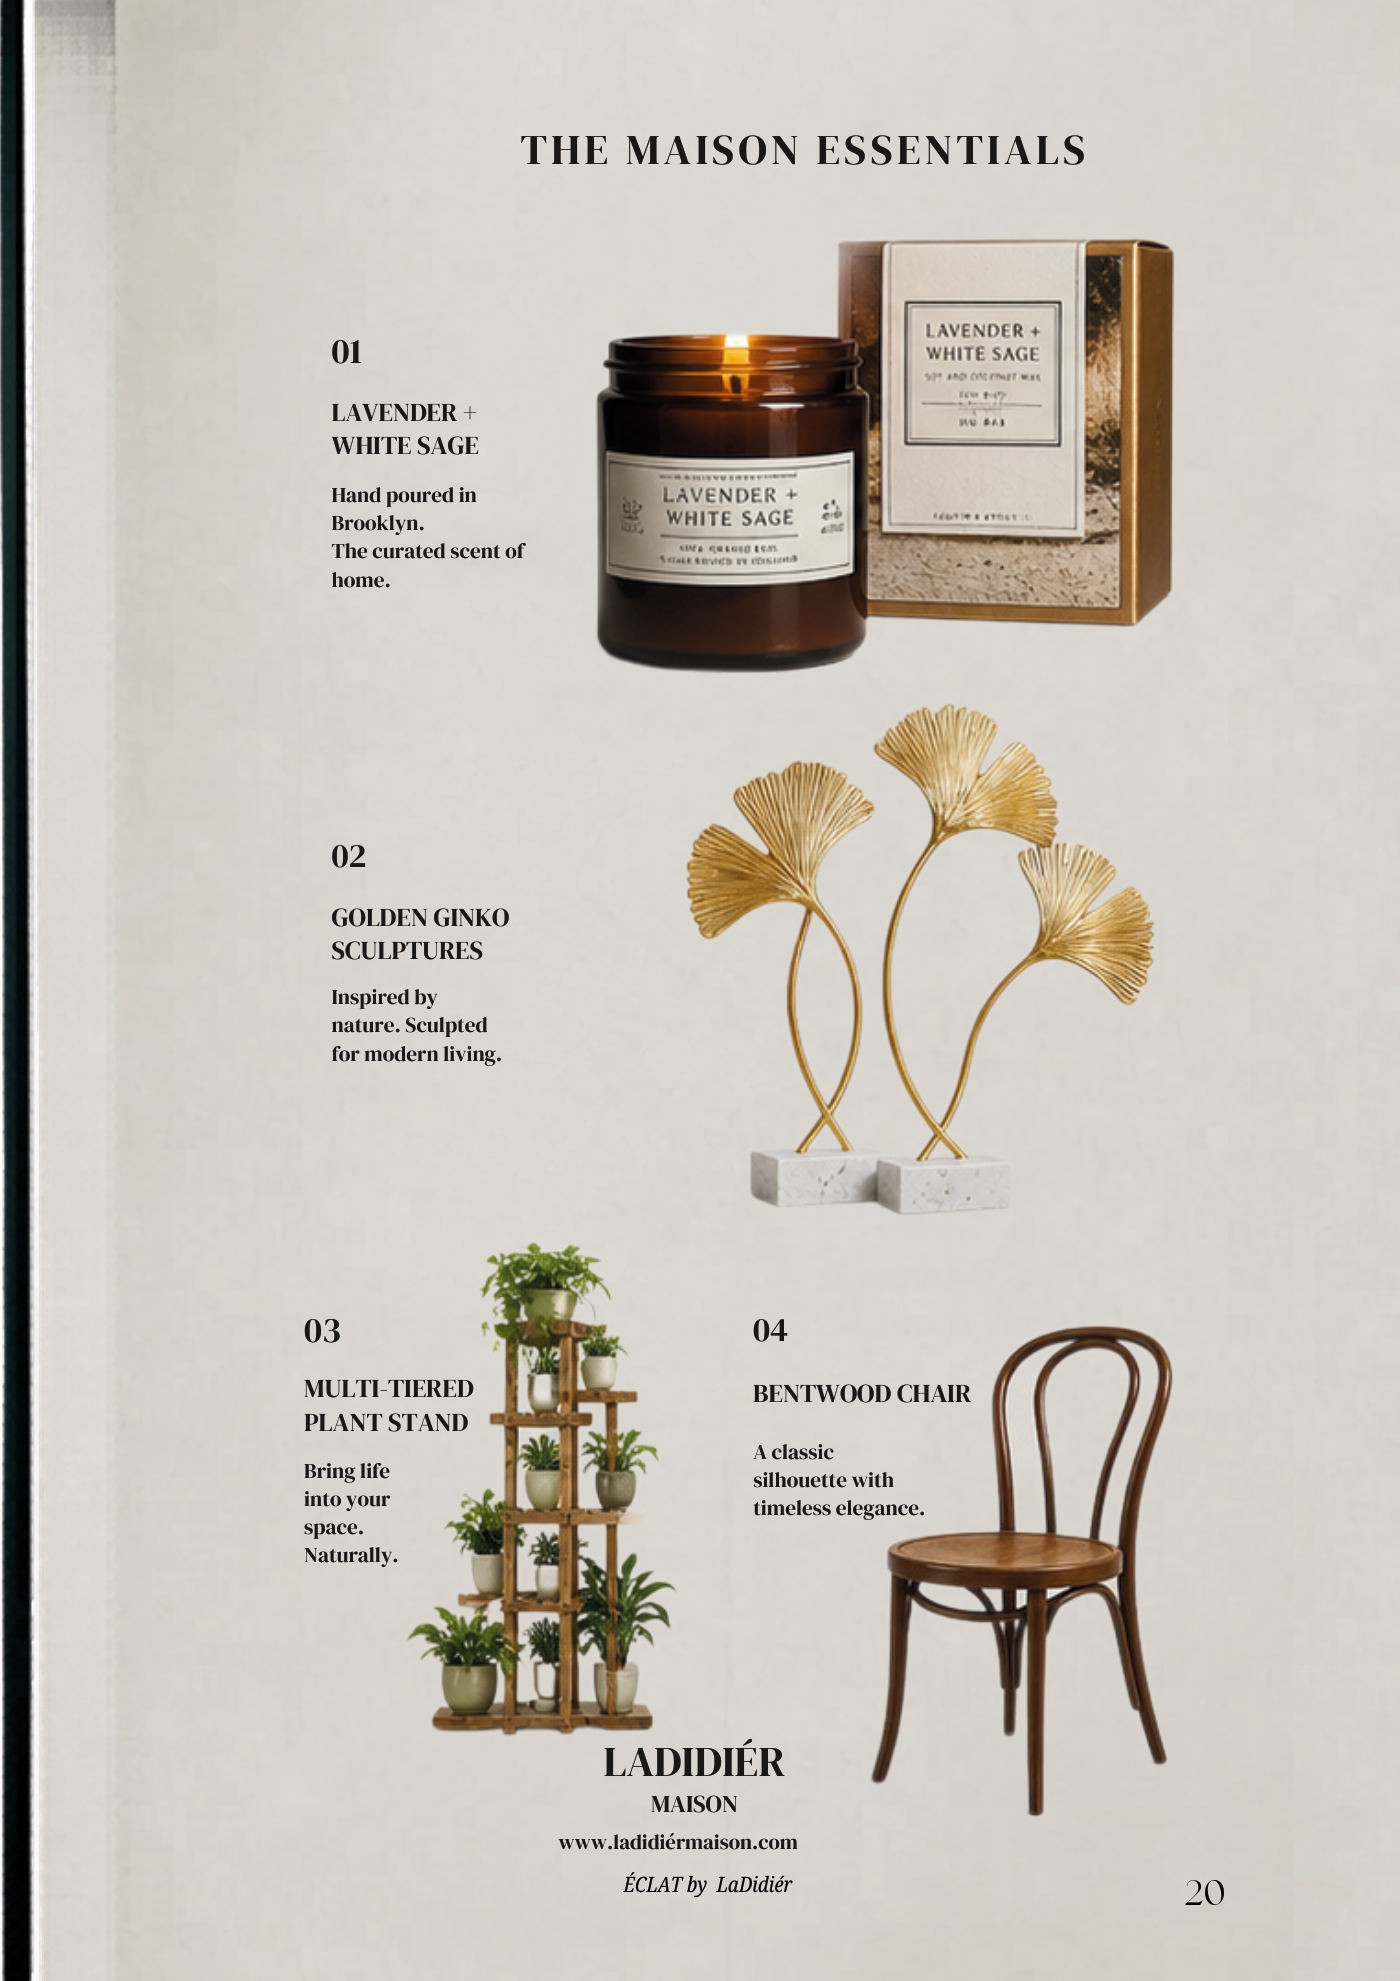 THE MAISON ESSENTIALS
01
LAVENDER +
WHITE SAGE
Hand poured in
Brooklyn.
The curated scent of
home.
LAVENDER +
WHITE SAGE
LAVENDER +
WHITE SAGE
02
GOLDEN GINKO
SCULPTURES
Inspired by
nature. Sculpted
for modern living.
03
MULTI-TIERED
PLANT STAND
Bring life
into your
space.
Naturally.
04
BENTWOOD CHAIR
A classic
silhouette with
timeless elegance.
LADIDIÉR
MAISON
www.ladidiérmaison.com
ÉCLAT by LaDidiér
20